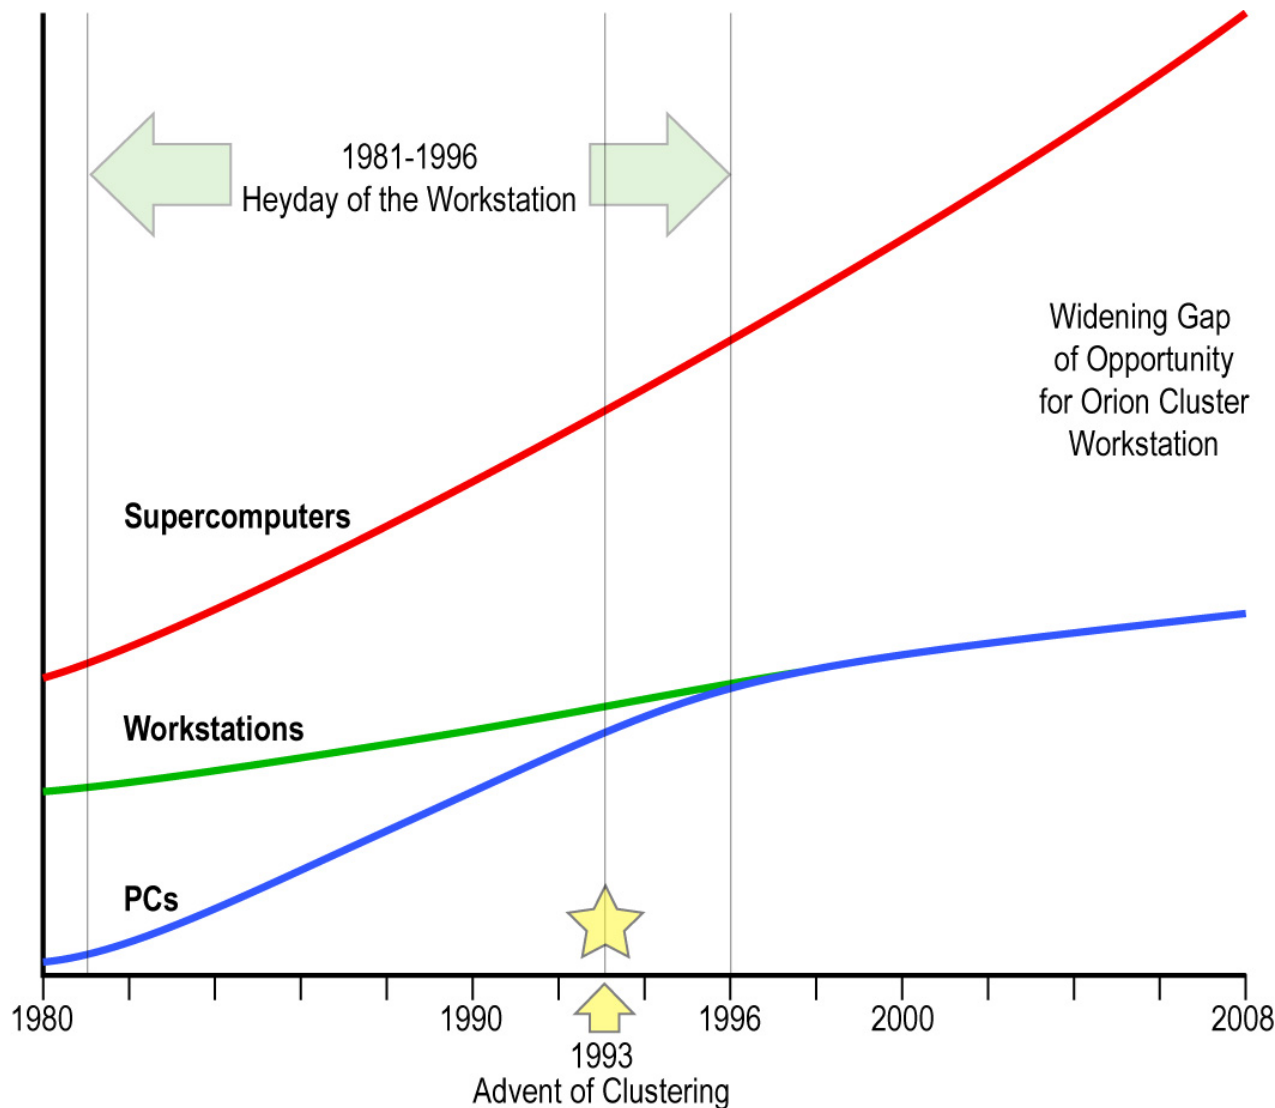 1981-1996
Heyday of the Workstation
Widening Gap
of Opportunity
for Orion Cluster
Workstation
Supercomputers
Workstations
PCs
1980
1990
1996
2000
2008
1993
Advent of Clustering